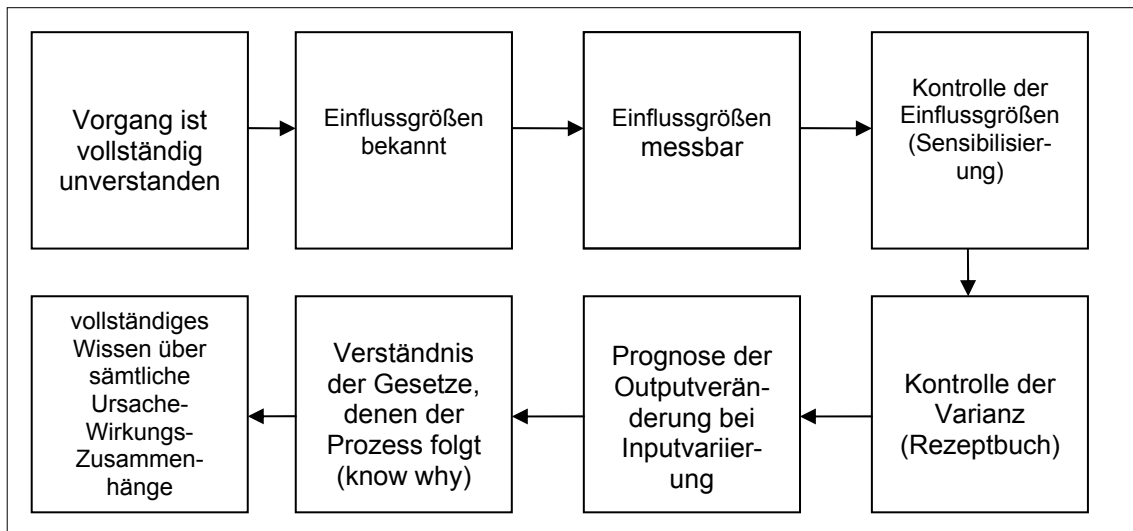 Vorgang ist
vollständig
unverstanden
Einflussgrößen
bekannt
Einflussgrößen
messbar
Kontrolle der
Einflussgrößen
(Sensibilisier-
ung)
vollständiges
Wissen über
sämtliche
Ursache-
Wirkungs-
Zusammen-
hänge
Verständnis
der Gesetze,
denen der
Prozess folgt
(know why)
Prognose der
Outputverän-
derung bei
Inputvariier-
ung
Kontrolle der
Varianz
(Rezeptbuch)